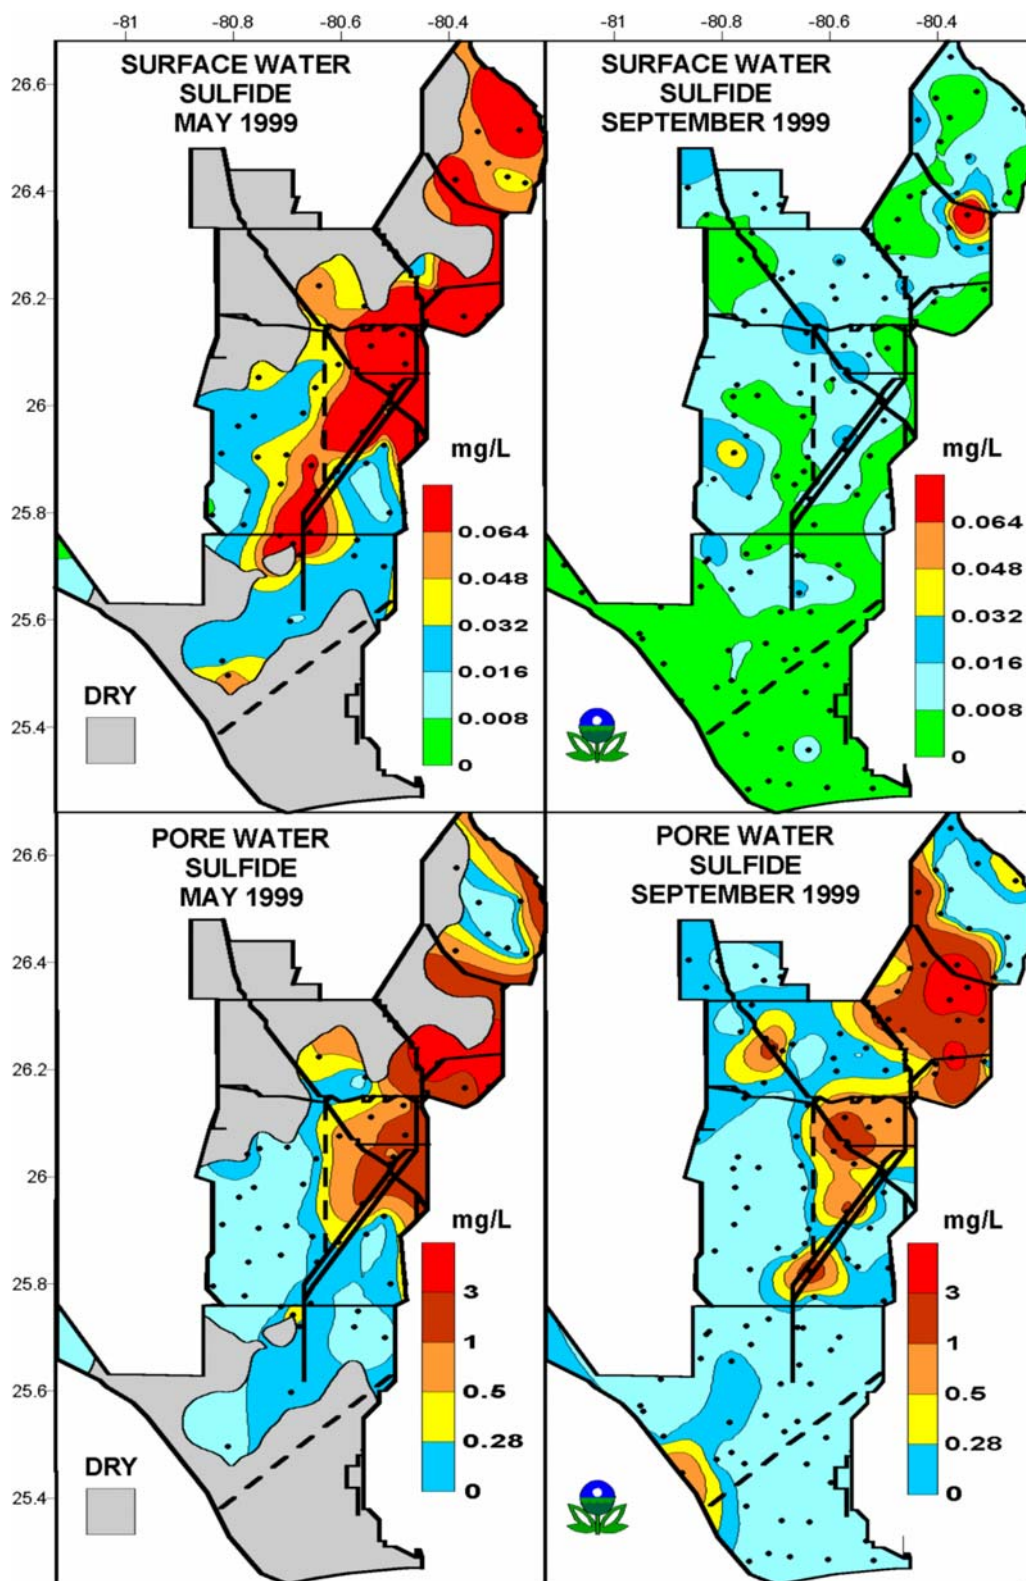 -81 -80.8 -80.6 -80.4 -81 -80.8 -80.6 -80.4
SURFACE WATER
SULFIDE
MAY 1999
SURFACE WATER
SULFIDE
SEPTEMBER 1999
26.6
26.4
26.2
26
25.8
25.6
25.4
mg/L
0.064
0.048
0.032
0.016
0.008
0
DRY
mg/L
0.064
0.048
0.032
0.016
0.008
0
PORE WATER
SULFIDE
MAY 1999
PORE WATER
SULFIDE
SEPTEMBER 1999
26.6
26.4
26.2
26
25.8
25.6
25.4
mg/L
3
1
0.5
0.28
0
DRY
mg/L
3
1
0.5
0.28
0